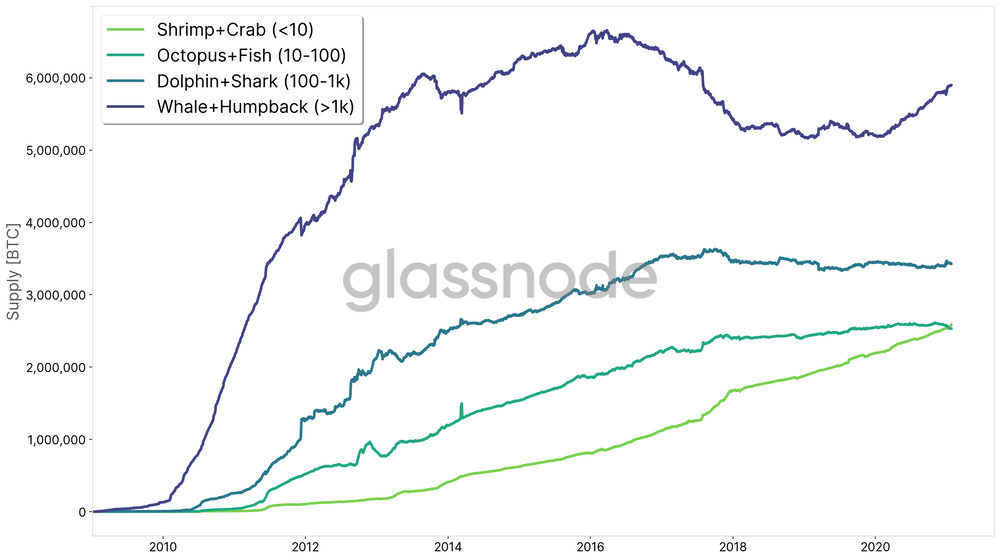 Shrimp+Crab (<10)
Octopus+Fish (10-100)
Dolphin+Shark (100-1k)
Whale+Humpback (>1k)
6,000,000
5,000,000
4,000,000
3,000,000
2,000,000
1,000,000
0
Supply [BTC]
glassnode
2010 2012 2014 2016 2018 2020